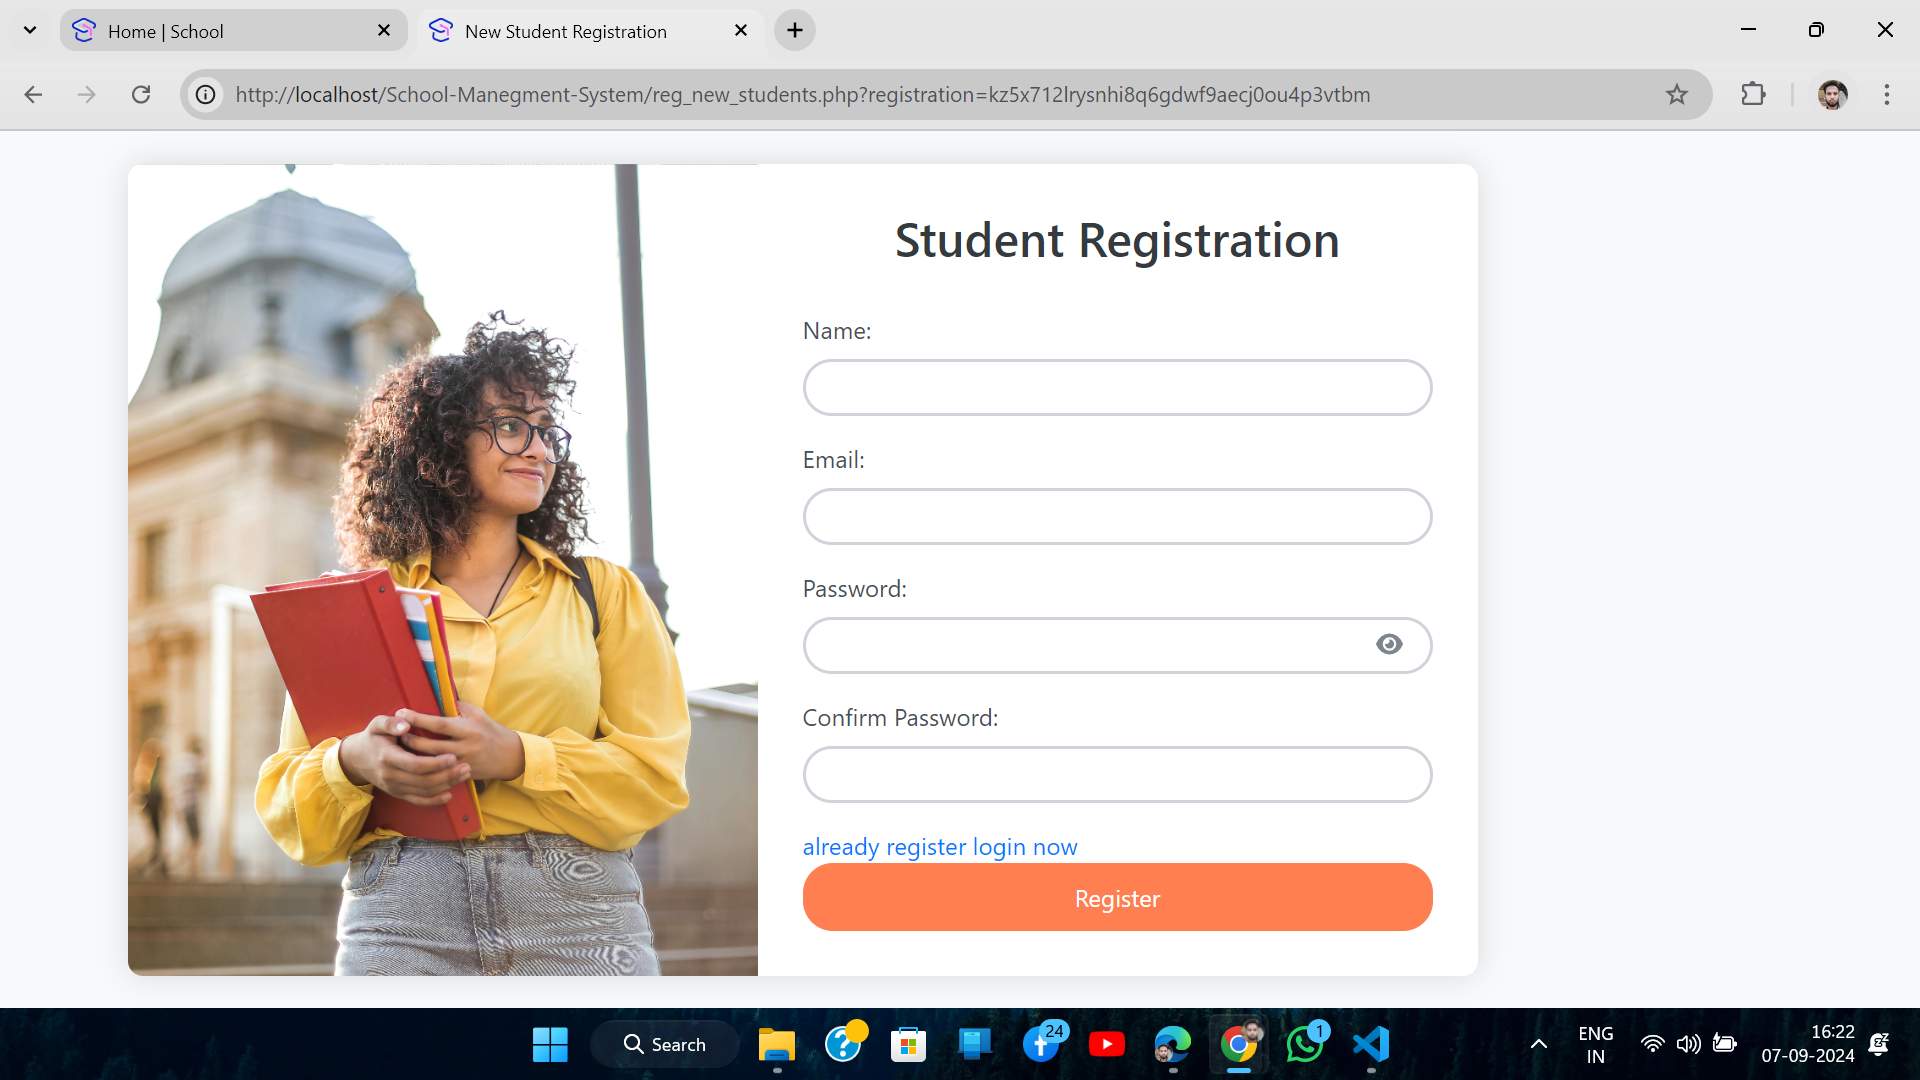 Home | School
New Student Registration
http://localhost/School-Manegment-System/reg_new_students.php?registration=kz5x712lrysnhi8q6gdwf9aecj0ou4p3vtbm
Student Registration
Name:
Email:
Password:
Confirm Password:
already register login now
Register
Search
24
1
ENG
IN
16:22
07-09-2024